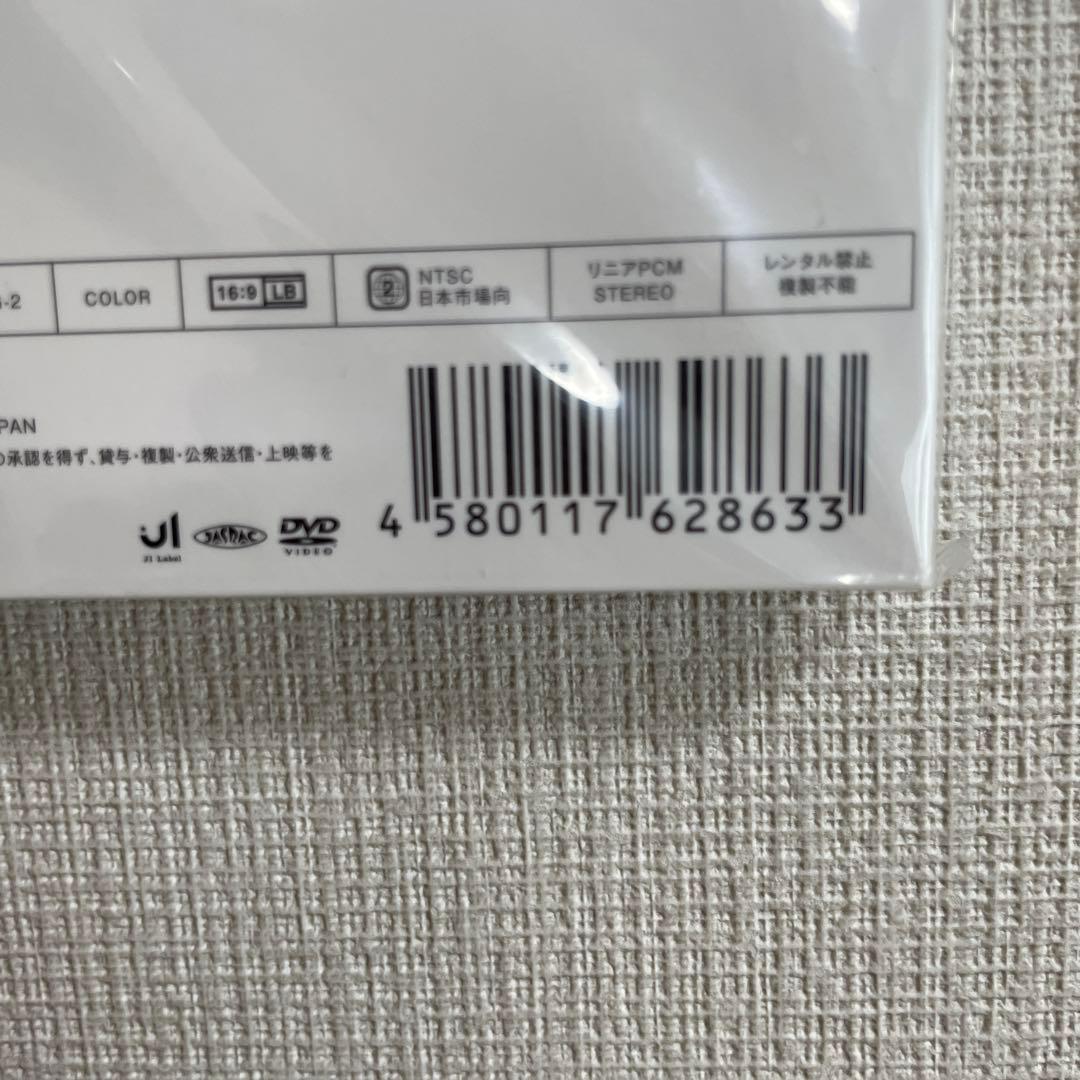 -2
COLOR
16:9 LB
2
NTSC
日本市場向
リニアPCM
STEREO
レンタル禁止
複製不能
PAN
の承認を得ず、貸与・複製・公衆送信・上映等を
J1
J1 Label
JASRAC
DVD
VIDEO
4 580117 628633